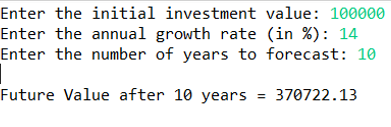 Enter the initial investment value: 100000
Enter the annual growth rate (in %): 14
Enter the number of years to forecast: 10
Future Value after 10 years = 370722.13